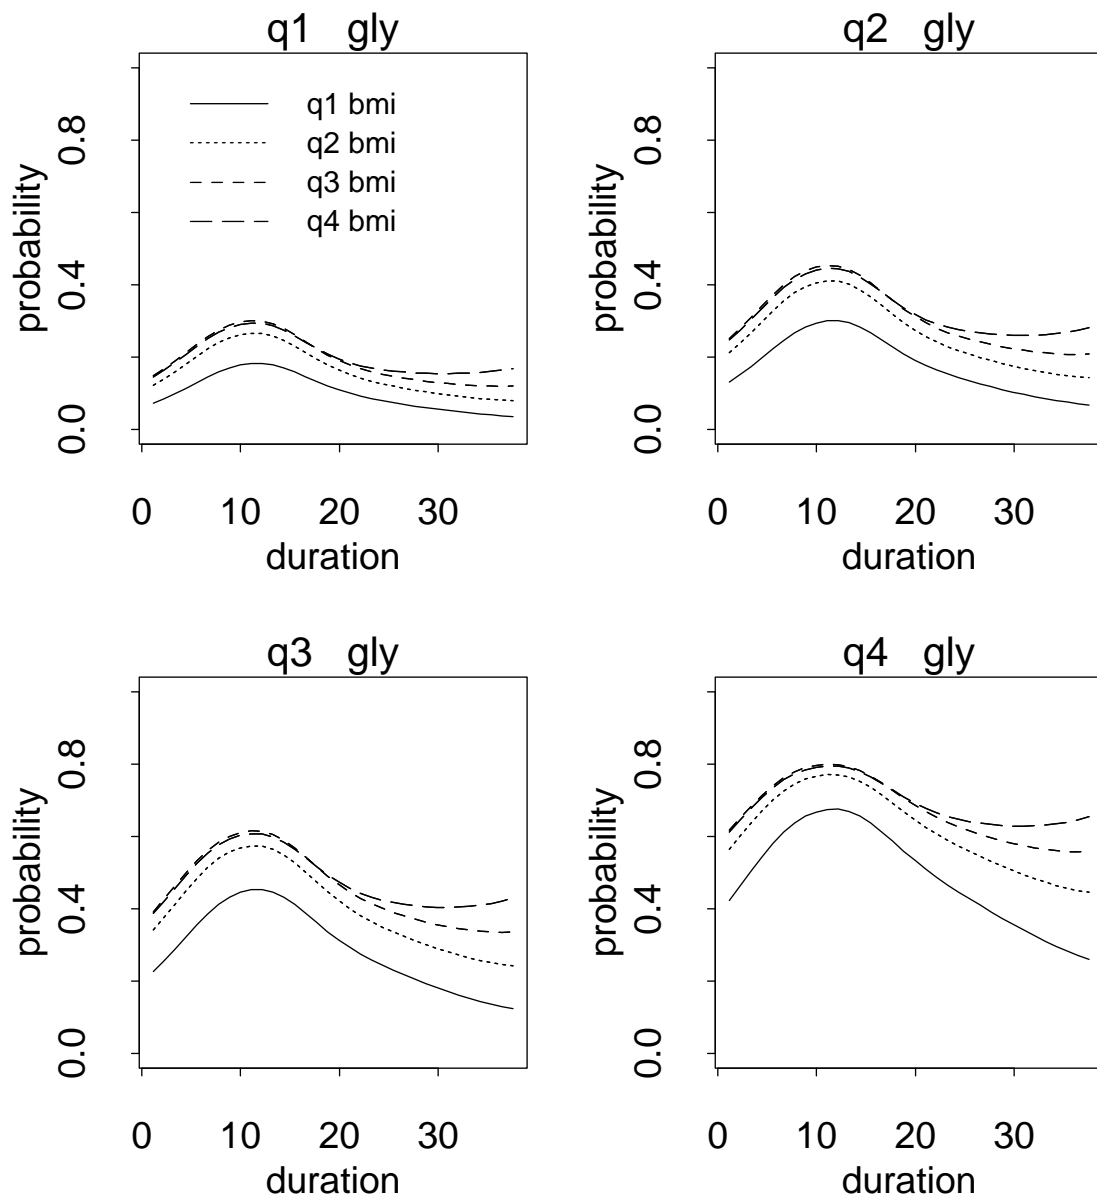 q1 gly
probability
0.0 0.4 0.8
q1 bmi
q2 bmi
q3 bmi
q4 bmi
0 10 20 30
duration
q2 gly
probability
0.0 0.4 0.8
0 10 20 30
duration
q3 gly
probability
0.0 0.4 0.8
0 10 20 30
duration
q4 gly
probability
0.0 0.4 0.8
0 10 20 30
duration